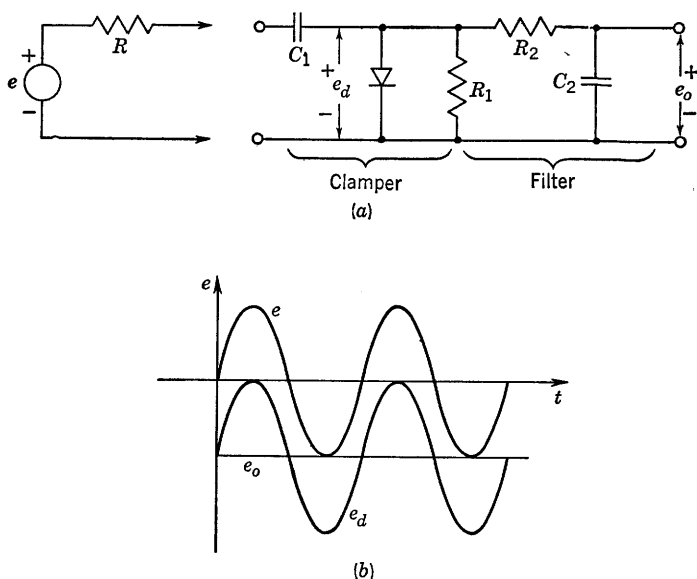 R
e
+
−
C1
+
ed
−
R1
R2
C2
+
eo
−
Clamper
Filter
(a)
e
e
t
eo
ed
(b)